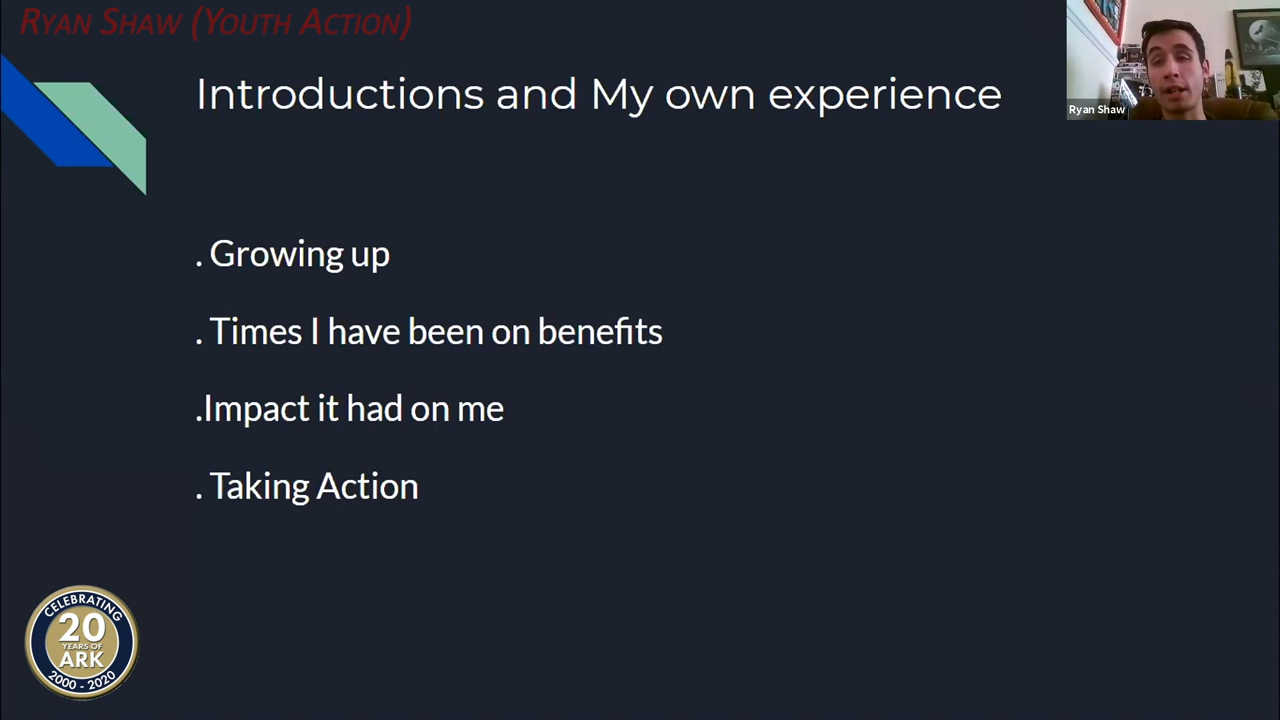 Ryan Shaw (Youth Action)
Introductions and My own experience
Ryan Shaw
. Growing up
. Times I have been on benefits
.Impact it had on me
. Taking Action
CELEBRATING
20
YEARS OF
ARK
2000 - 2020